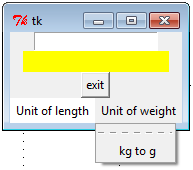 tk
exit
Unit of length Unit of weight
kg to g